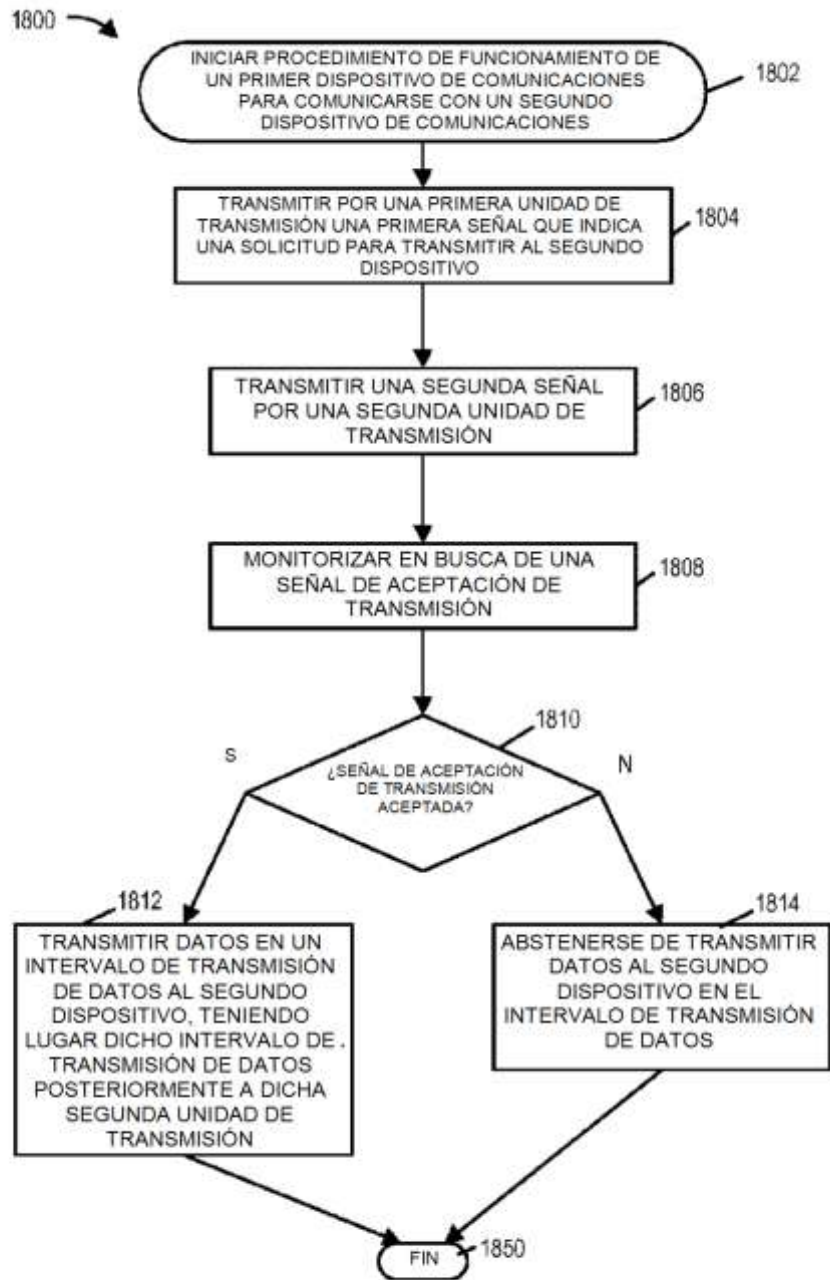 1800
INICIAR PROCEDIMIENTO DE FUNCIONAMIENTO DE
UN PRIMER DISPOSITIVO DE COMUNICACIONES
PARA COMUNICARSE CON UN SEGUNDO
DISPOSITIVO DE COMUNICACIONES
1802
TRANSMITIR POR UNA PRIMERA UNIDAD DE
TRANSMISIÓN UNA PRIMERA SEÑAL QUE INDICA
UNA SOLICITUD PARA TRANSMITIR AL SEGUNDO
DISPOSITIVO
1804
TRANSMITIR UNA SEGUNDA SEÑAL
POR UNA SEGUNDA UNIDAD DE
TRANSMISIÓN
1806
MONITORIZAR EN BUSCA DE UNA
SEÑAL DE ACEPTACIÓN DE
TRANSMISIÓN
1808
1810
¿SEÑAL DE ACEPTACIÓN
DE TRANSMISIÓN
ACEPTADA?
S
N
1812
TRANSMITIR DATOS EN UN
INTERVALO DE TRANSMISIÓN
DE DATOS AL SEGUNDO
DISPOSITIVO, TENIENDO
LUGAR DICHO INTERVALO DE .
TRANSMISIÓN DE DATOS
POSTERIORMENTE A DICHA
SEGUNDA UNIDAD DE
TRANSMISIÓN
1814
ABSTENERSE DE TRANSMITIR
DATOS AL SEGUNDO
DISPOSITIVO EN EL
INTERVALO DE TRANSMISIÓN
DE DATOS
FIN
1850